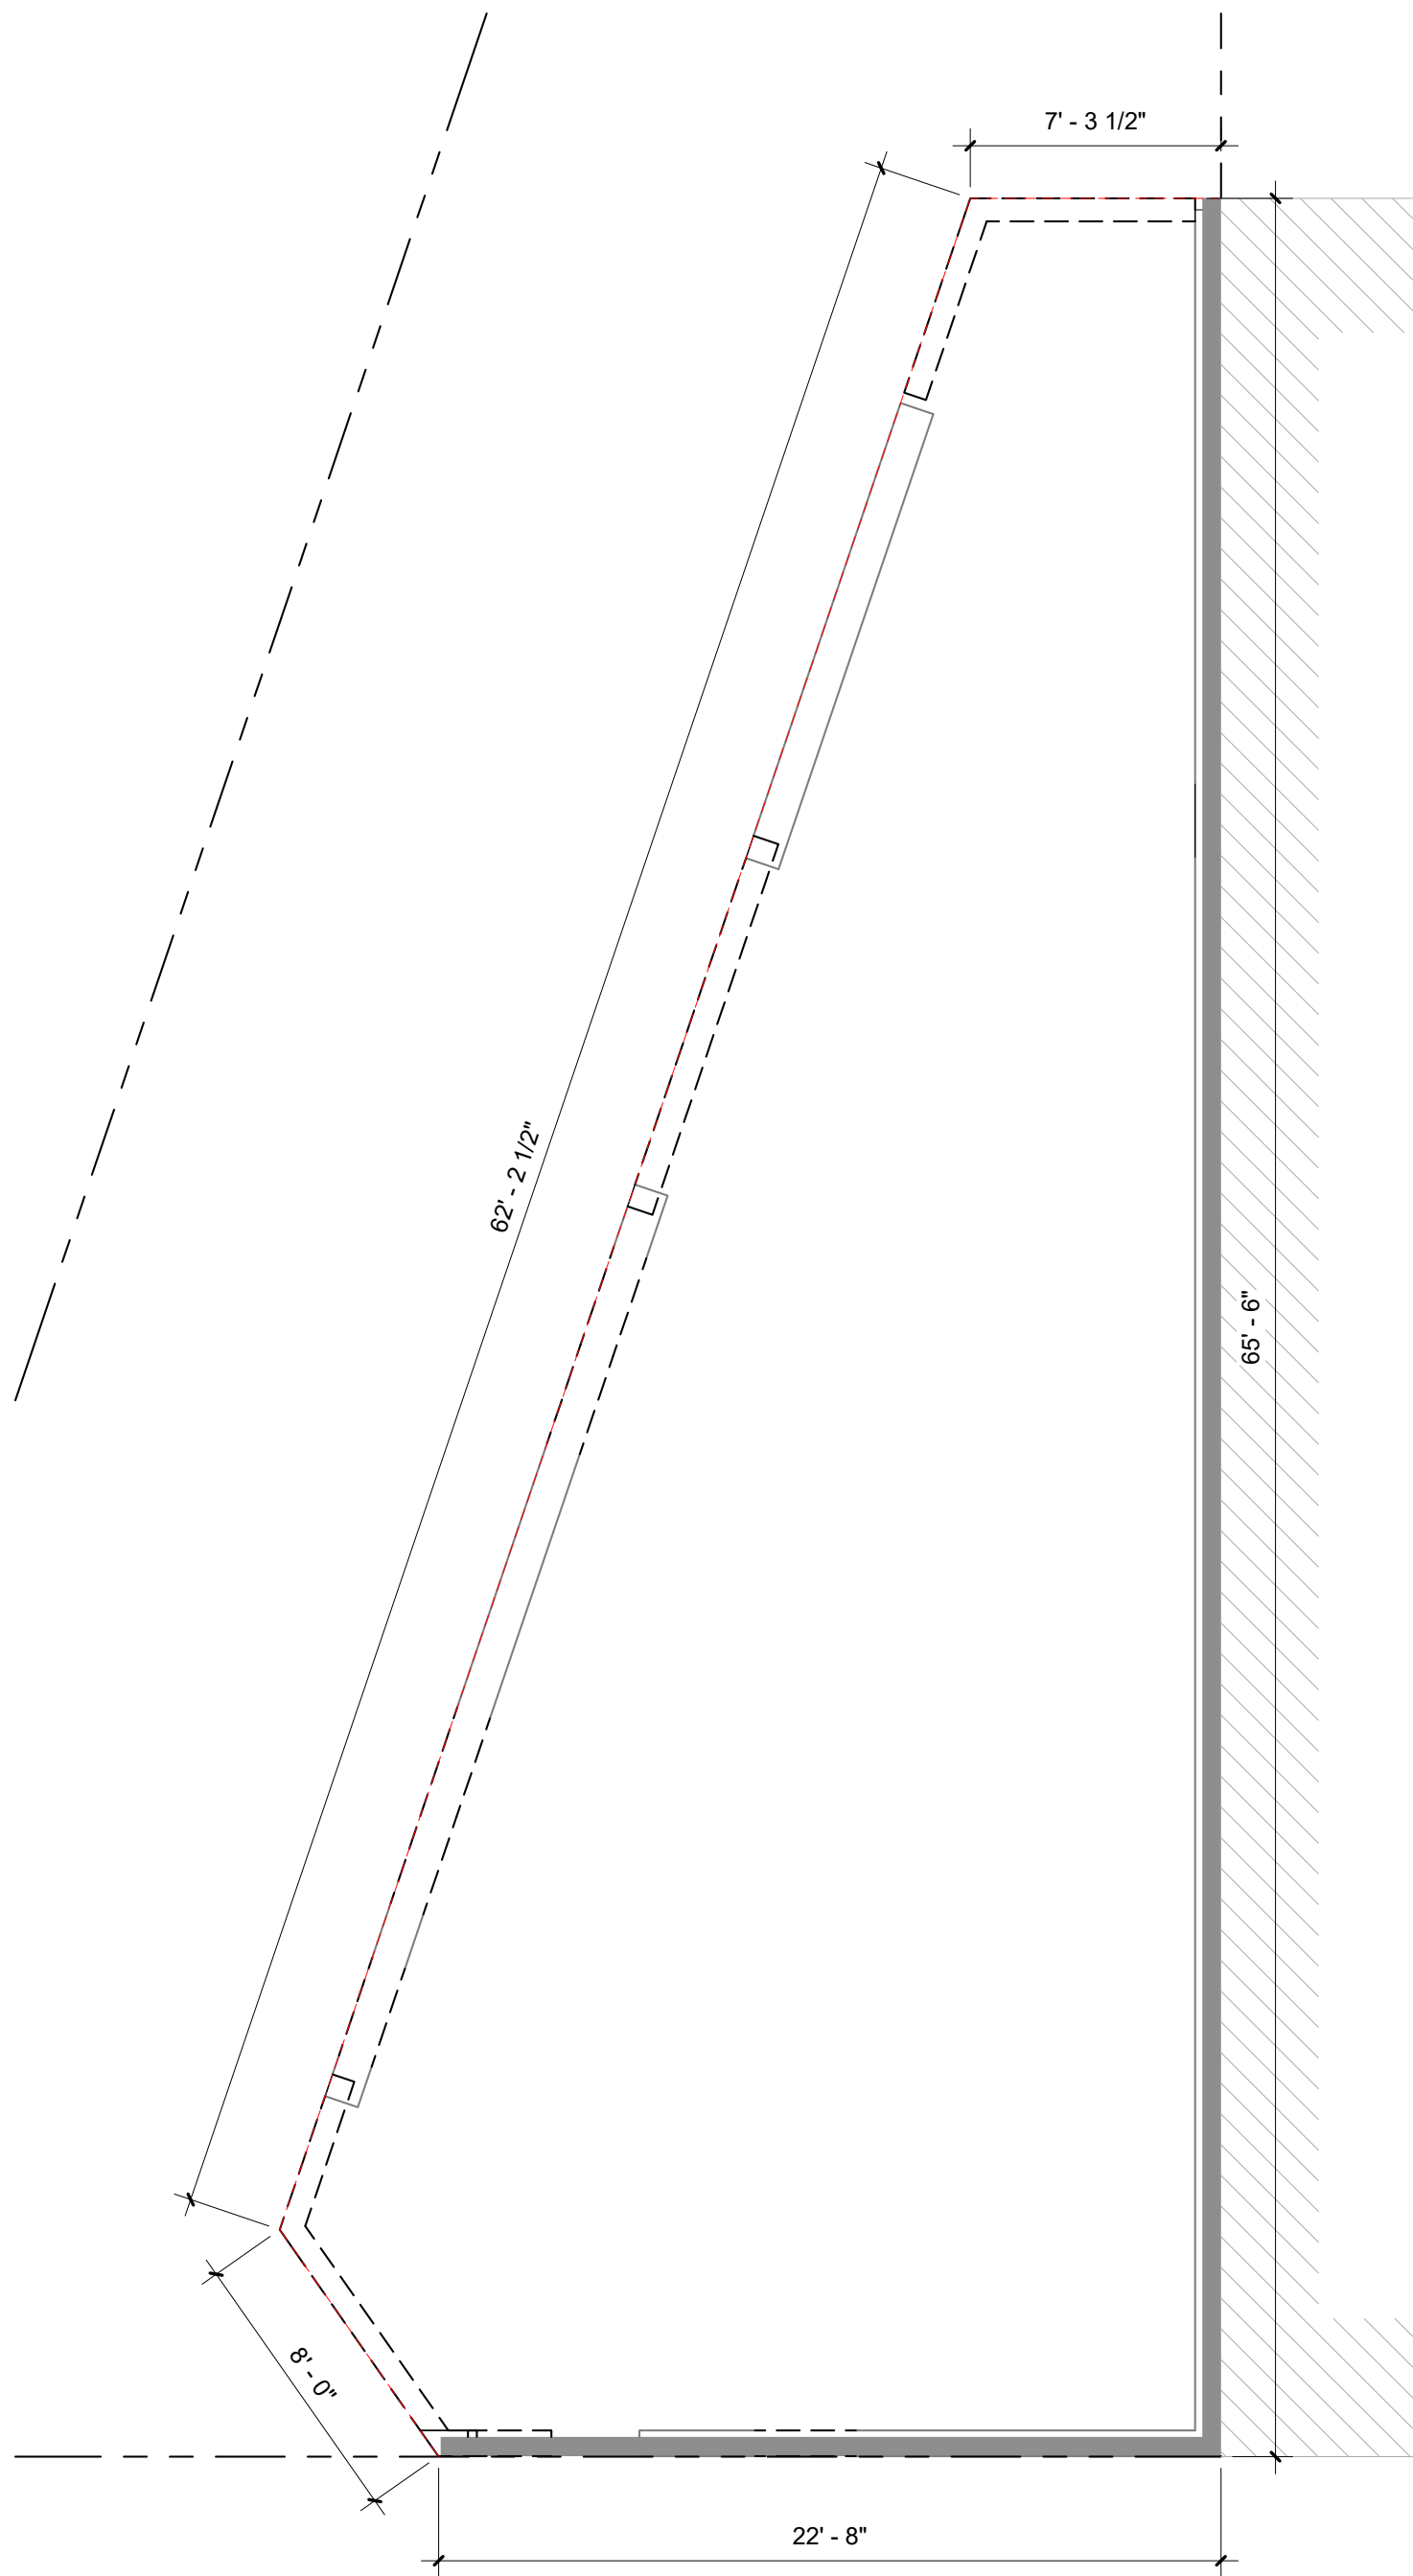 7' - 3 1/2"
62' - 2 1/2"
65' - 6"
8' - 0"
22' - 8"